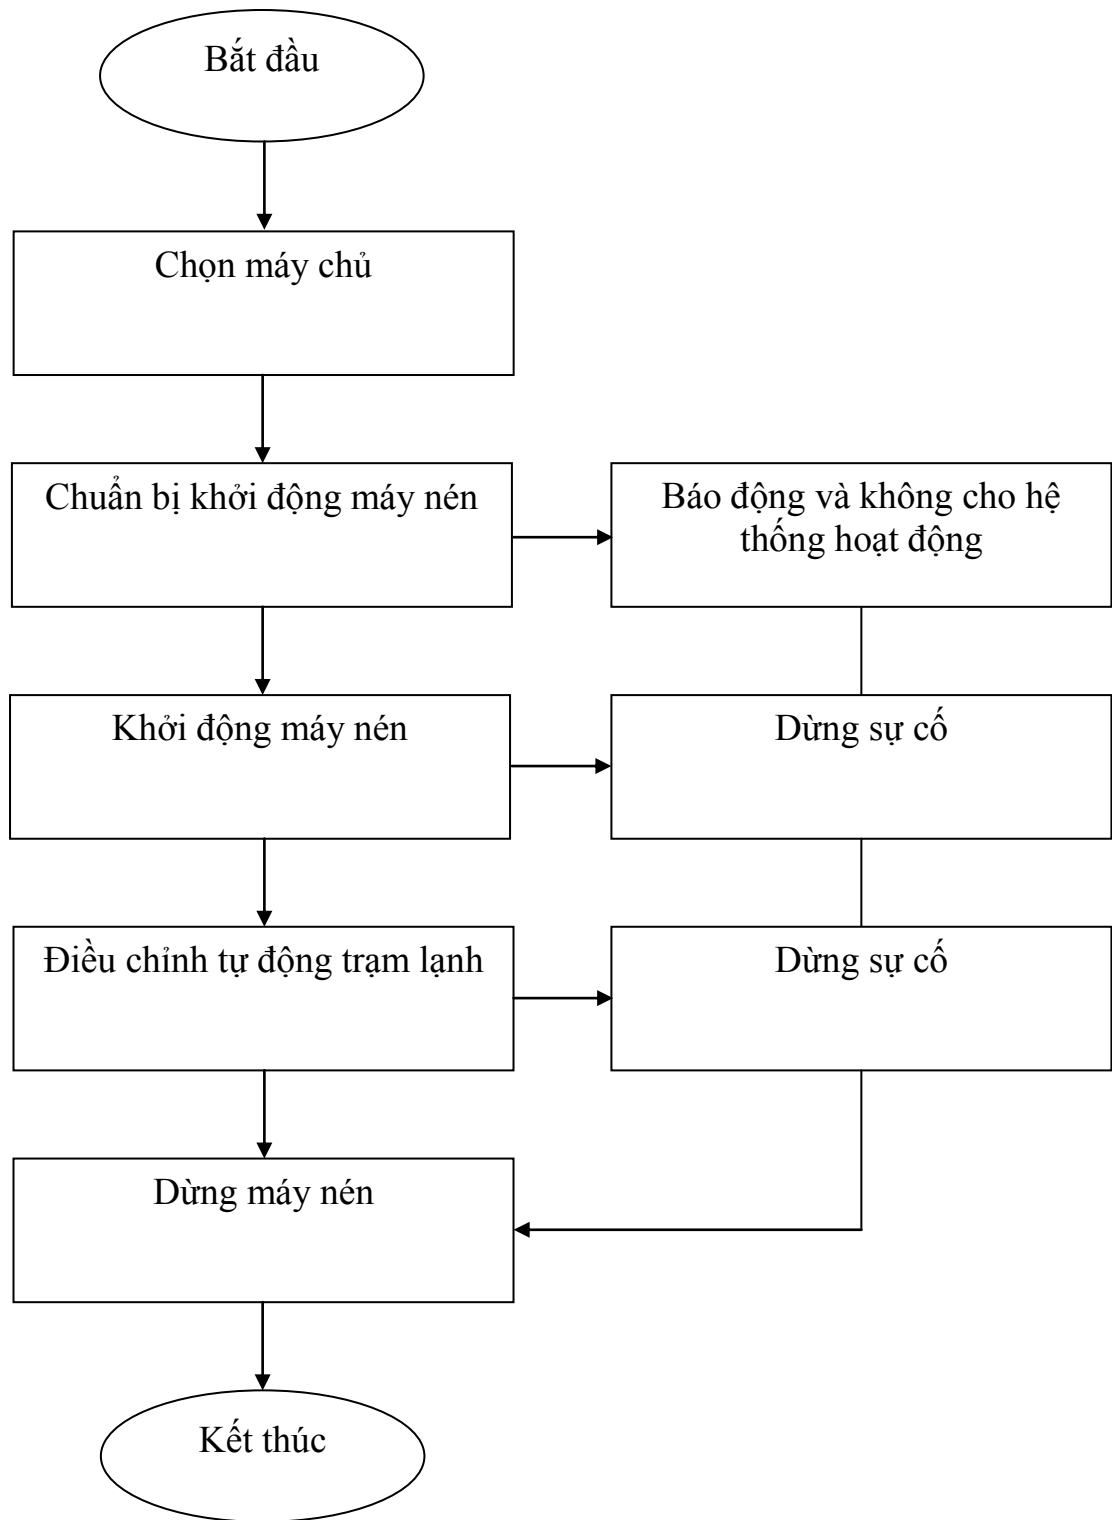 Bắt đầu
Chọn máy chủ
Chuẩn bị khởi động máy nén
Báo động và không cho hệ
thống hoạt động
Khởi động máy nén
Dừng sự cố
Điều chỉnh tự động trạm lạnh
Dừng sự cố
Dừng máy nén
Kết thúc